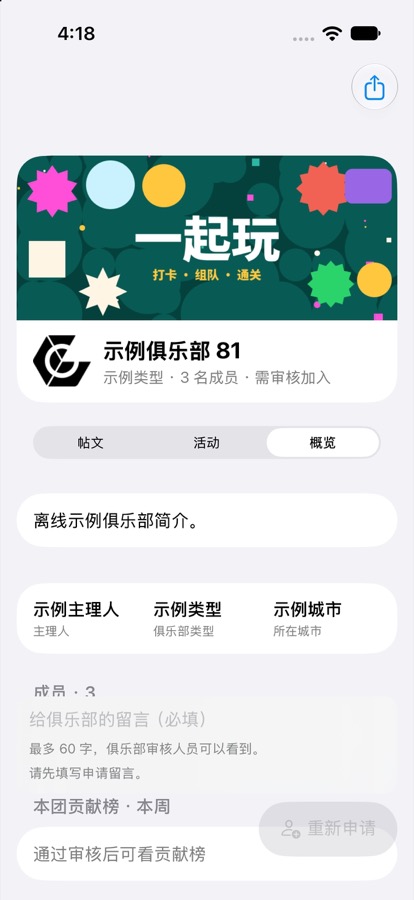 4:18
一起玩
打卡 • 组队 • 通关
示例俱乐部 81
示例类型 · 3 名成员 · 需审核加入
帖文 活动 概览
离线示例俱乐部简介。
示例主理人 示例类型 示例城市
主理人 俱乐部类型 所在城市
成员 · 3
给俱乐部的留言（必填）
最多 60 字，俱乐部审核人员可以看到。
请先填写申请留言。
本团贡献榜 · 本周
重新申请
通过审核后可看贡献榜